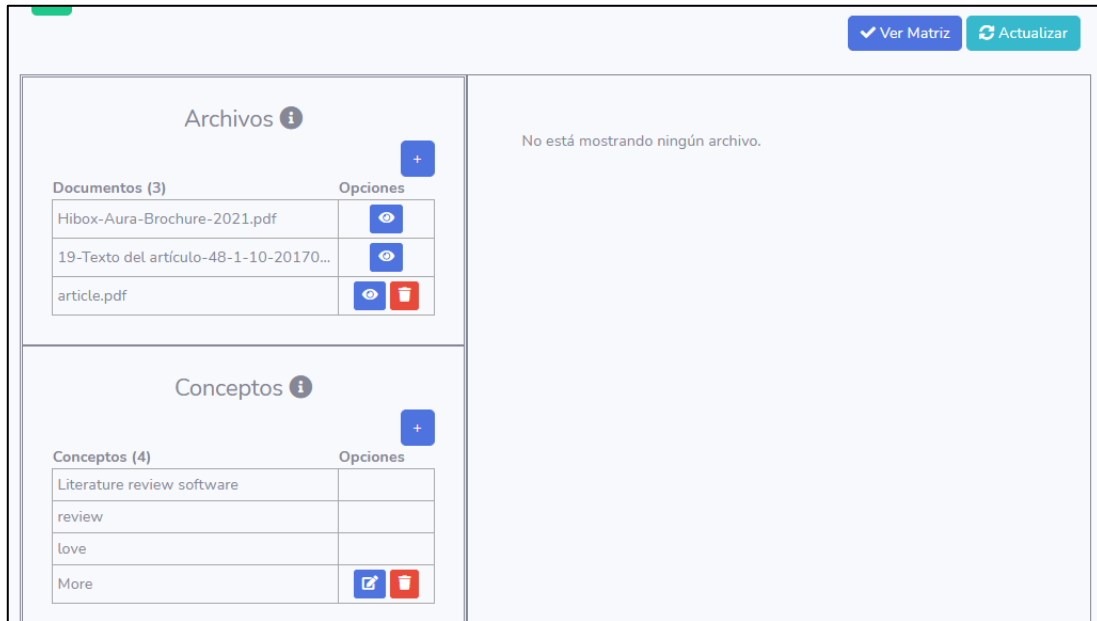 Ver Matriz Actualizar
Archivos
+
Documentos (3) Opciones
Hibox-Aura-Brochure-2021.pdf
19-Texto del artículo-48-1-10-20170...
article.pdf
Conceptos
+
Conceptos (4) Opciones
Literature review software
review
love
More
No está mostrando ningún archivo.